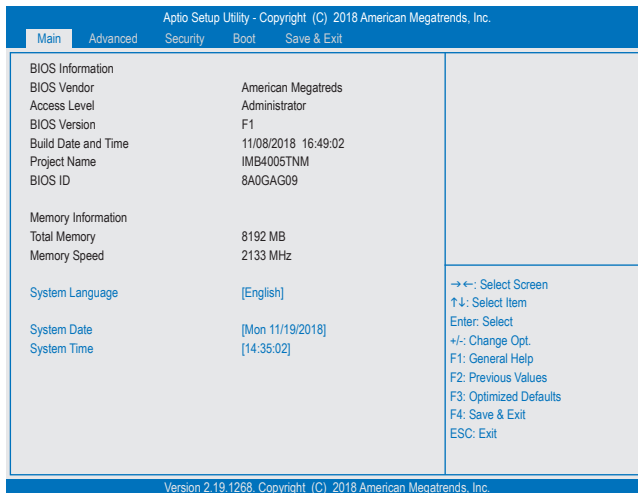 Aptio Setup Utility - Copyright (C) 2018 American Megatrends, Inc.
Main Advanced Security Boot Save & Exit
BIOS Information
BIOS Vendor American Megatreds
Access Level Administrator
BIOS Version F1
Build Date and Time 11/08/2018 16:49:02
Project Name IMB4005TNM
BIOS ID 8A0GAG09
Memory Information
Total Memory 8192 MB
Memory Speed 2133 MHz
System Language [English]
System Date [Mon 11/19/2018]
System Time [14:35:02]
→←: Select Screen
↑↓: Select Item
Enter: Select
+/-: Change Opt.
F1: General Help
F2: Previous Values
F3: Optimized Defaults
F4: Save & Exit
ESC: Exit
Version 2.19.1268. Copyright (C) 2018 American Megatrends, Inc.